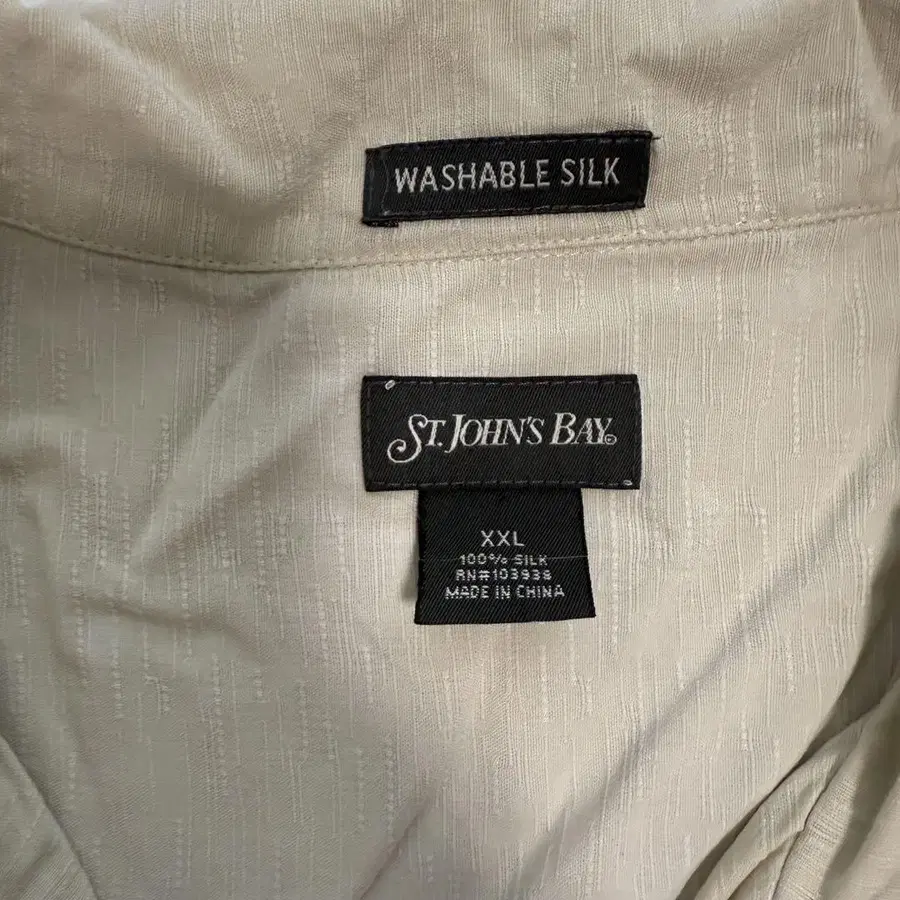 WASHABLE SILK
ST. JOHN'S BAY®
XXL
100% SILK
RN#103938
MADE IN CHINA